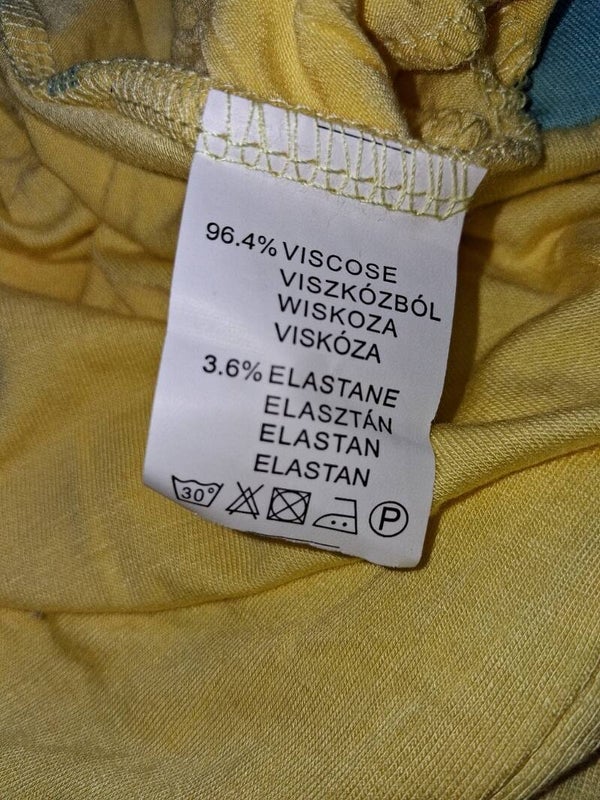 96.4% VISCOSE
VISZKÓZBÓL
WISKOZA
VISKÓZA
3.6% ELASTANE
ELASZTÁN
ELASTAN
ELASTAN
30° P